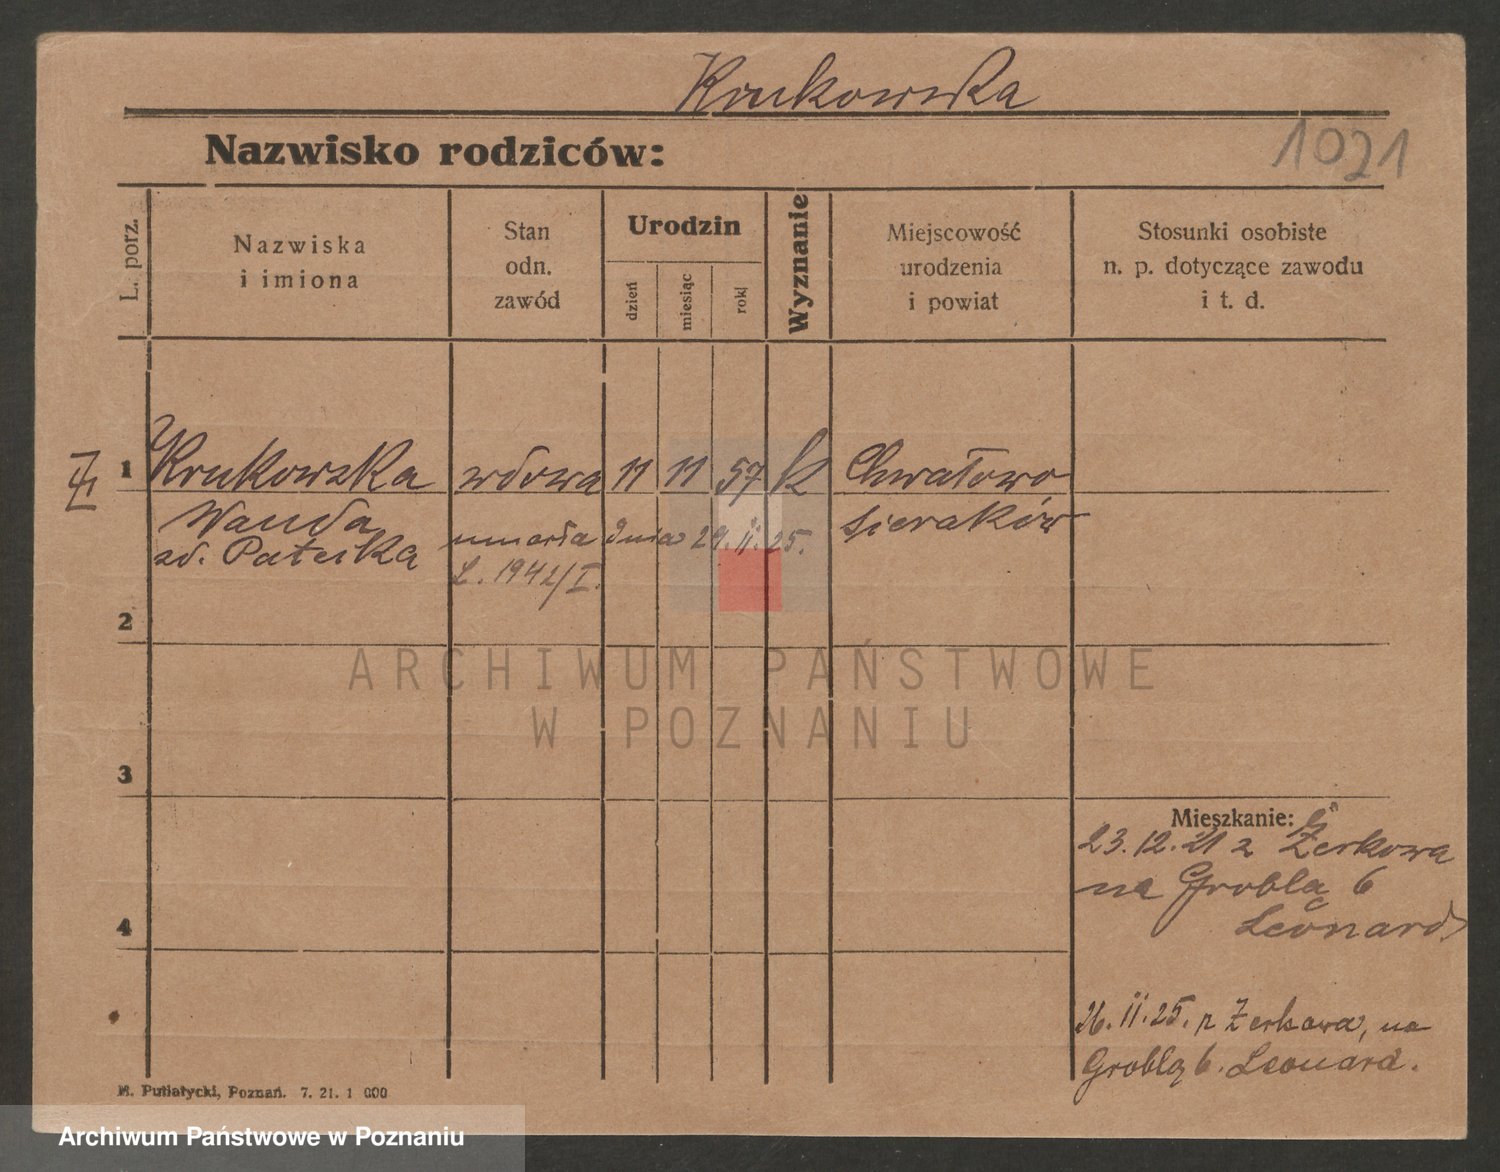 Krukowska
Nazwisko rodziców:
1021
L. porz.
Nazwiska
i imiona
Stan
odn.
zawód
Urodzin
dzień
miesiąc
rok
Wyznanie
Miejscowość
urodzenia
i powiat
Stosunki osobiste
n. p. dotyczące zawodu
i t. d.
1 Krukowska wdowa 11 11 57 k Chwałowo
Wanda
umarła dnia 29. II. 25. Sieraków
zd.
L. 1942/I.
2
ARCHIWUM PAŃSTWOWE
W POZNANIU
3
Mieszkanie:
23.12.21 z Żerkowa
na Groblą 6
Leonard
4
26. II. 25. z Żerkowa, na
Groblą 6. Leonard.
M. Putiatycki, Poznań. 7. 21. 1 000
Archiwum Państwowe w Poznaniu